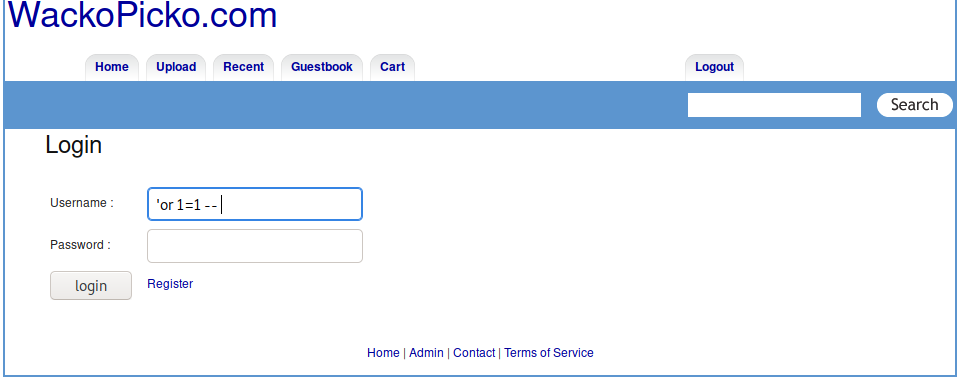 WackoPicko.com
Home Upload Recent Guestbook Cart Logout
Search
Login
Username : 'or 1=1 --
Password :
login Register
Home | Admin | Contact | Terms of Service